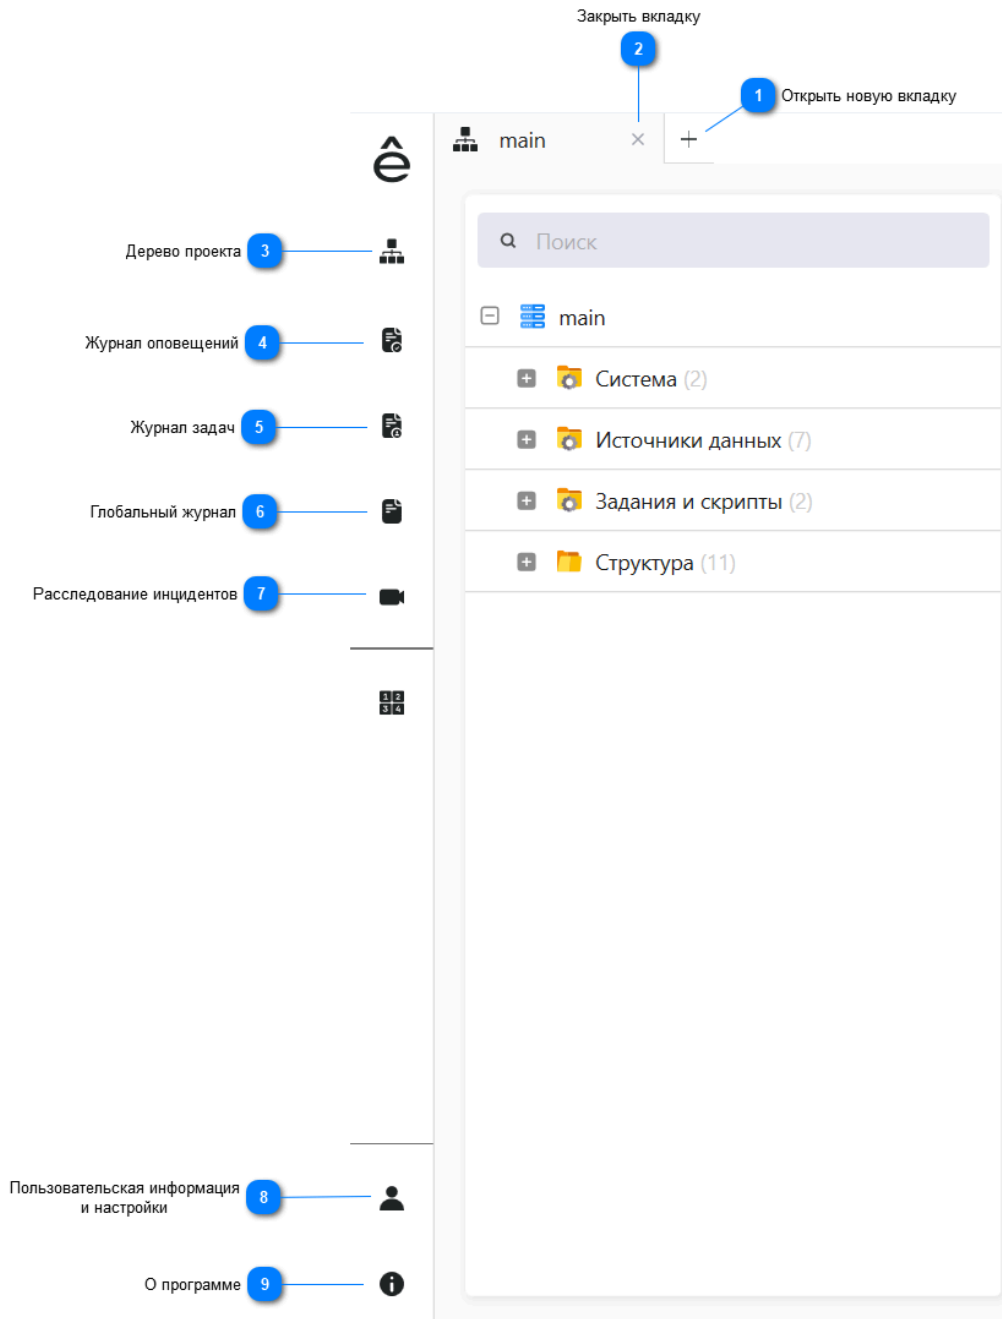 Закрыть вкладку
2
1 Открыть новую вкладку
ê
main
Поиск
Дерево проекта 3
main
Журнал оповещений 4
Система (2)
Журнал задач 5
Источники данных (7)
Глобальный журнал 6
Задания и скрипты (2)
Структура (11)
Расследование инцидентов 7
1 2
3 4
Пользовательская информация
и настройки
8
О программе 9